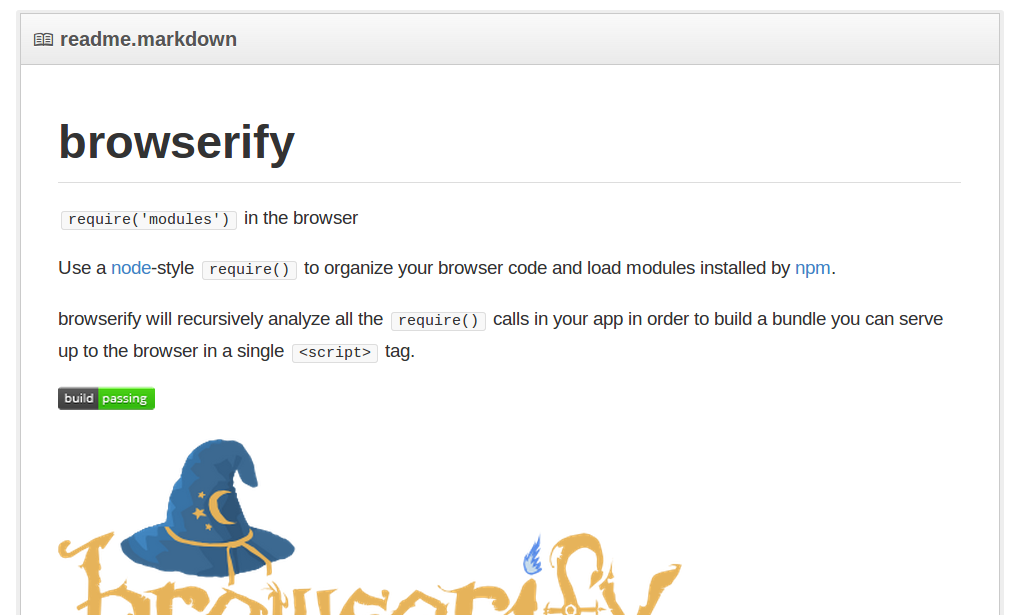 readme.markdown
browserify
require('modules') in the browser
Use a node-style require() to organize your browser code and load modules installed by npm.
browserify will recursively analyze all the require() calls in your app in order to build a bundle you can serve
up to the browser in a single <script> tag.
build passing
browserify